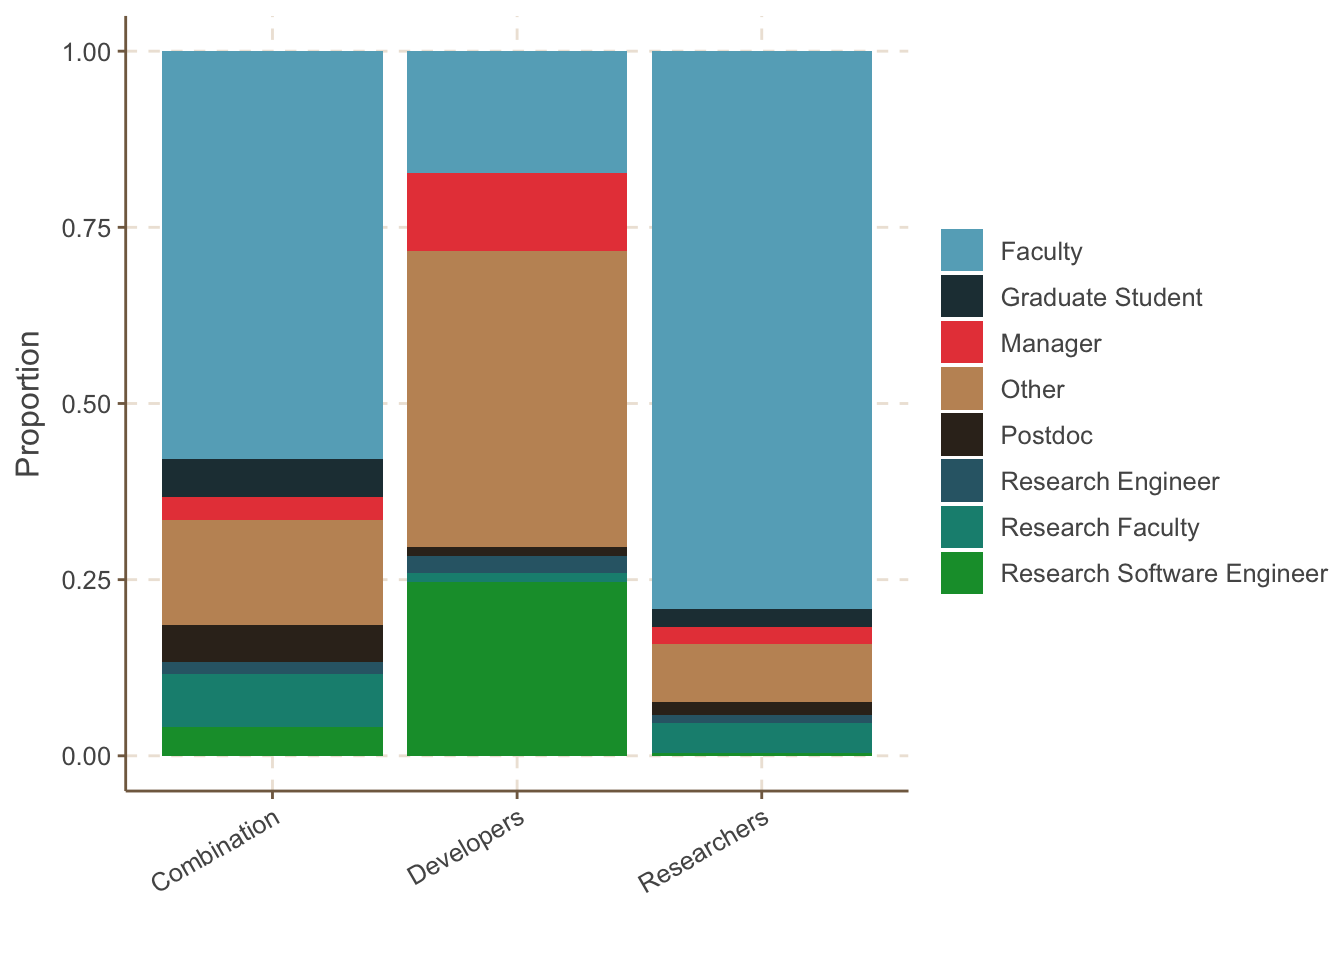 Proportion
1.00
0.75
0.50
0.25
0.00
Combination
Developers
Researchers
Faculty
Graduate Student
Manager
Other
Postdoc
Research Engineer
Research Faculty
Research Software Engineer